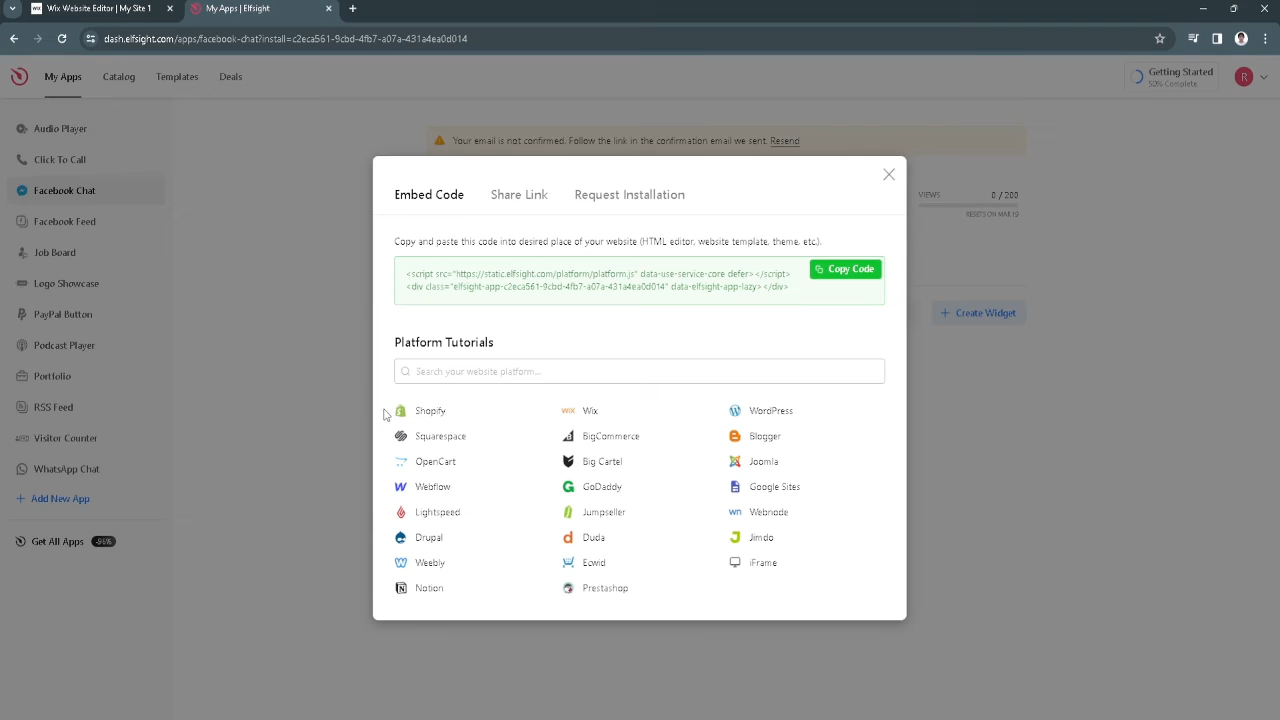 Wix Website Editor | My Site 1
My Apps | Elfsight
dash.elfsight.com/apps/facebook-chat?install=c2eca561-9cbd-4fb7-a07a-431a4ea0d014
My Apps
Catalog
Templates
Deals
Getting Started
50% Complete
R
Audio Player
Click To Call
Facebook Chat
Facebook Feed
Job Board
Logo Showcase
PayPal Button
Podcast Player
Portfolio
RSS Feed
Visitor Counter
WhatsApp Chat
Add New App
Get All Apps -96%
Your email is not confirmed. Follow the link in the confirmation email we sent. Resend
VIEWS 0 / 200
RESETS ON MAR 19
Create Widget
Embed Code
Share Link
Request Installation
Copy and paste this code into desired place of your website (HTML editor, website template, theme, etc.).
<script src="https://static.elfsight.com/platform/platform.js" data-use-service-core defer></script>
<div class="elfsight-app-c2eca561-9cbd-4fb7-a07a-431a4ea0d014" data-elfsight-app-lazy></div>
Copy Code
Platform Tutorials
Search your website platform...
Shopify
WIX Wix
WordPress
Squarespace
BigCommerce
Blogger
OpenCart
Big Cartel
Joomla
Webflow
GoDaddy
Google Sites
Lightspeed
Jumpseller
wn Webnode
Drupal
Duda
Jimdo
Weebly
Ecwid
iFrame
Notion
Prestashop